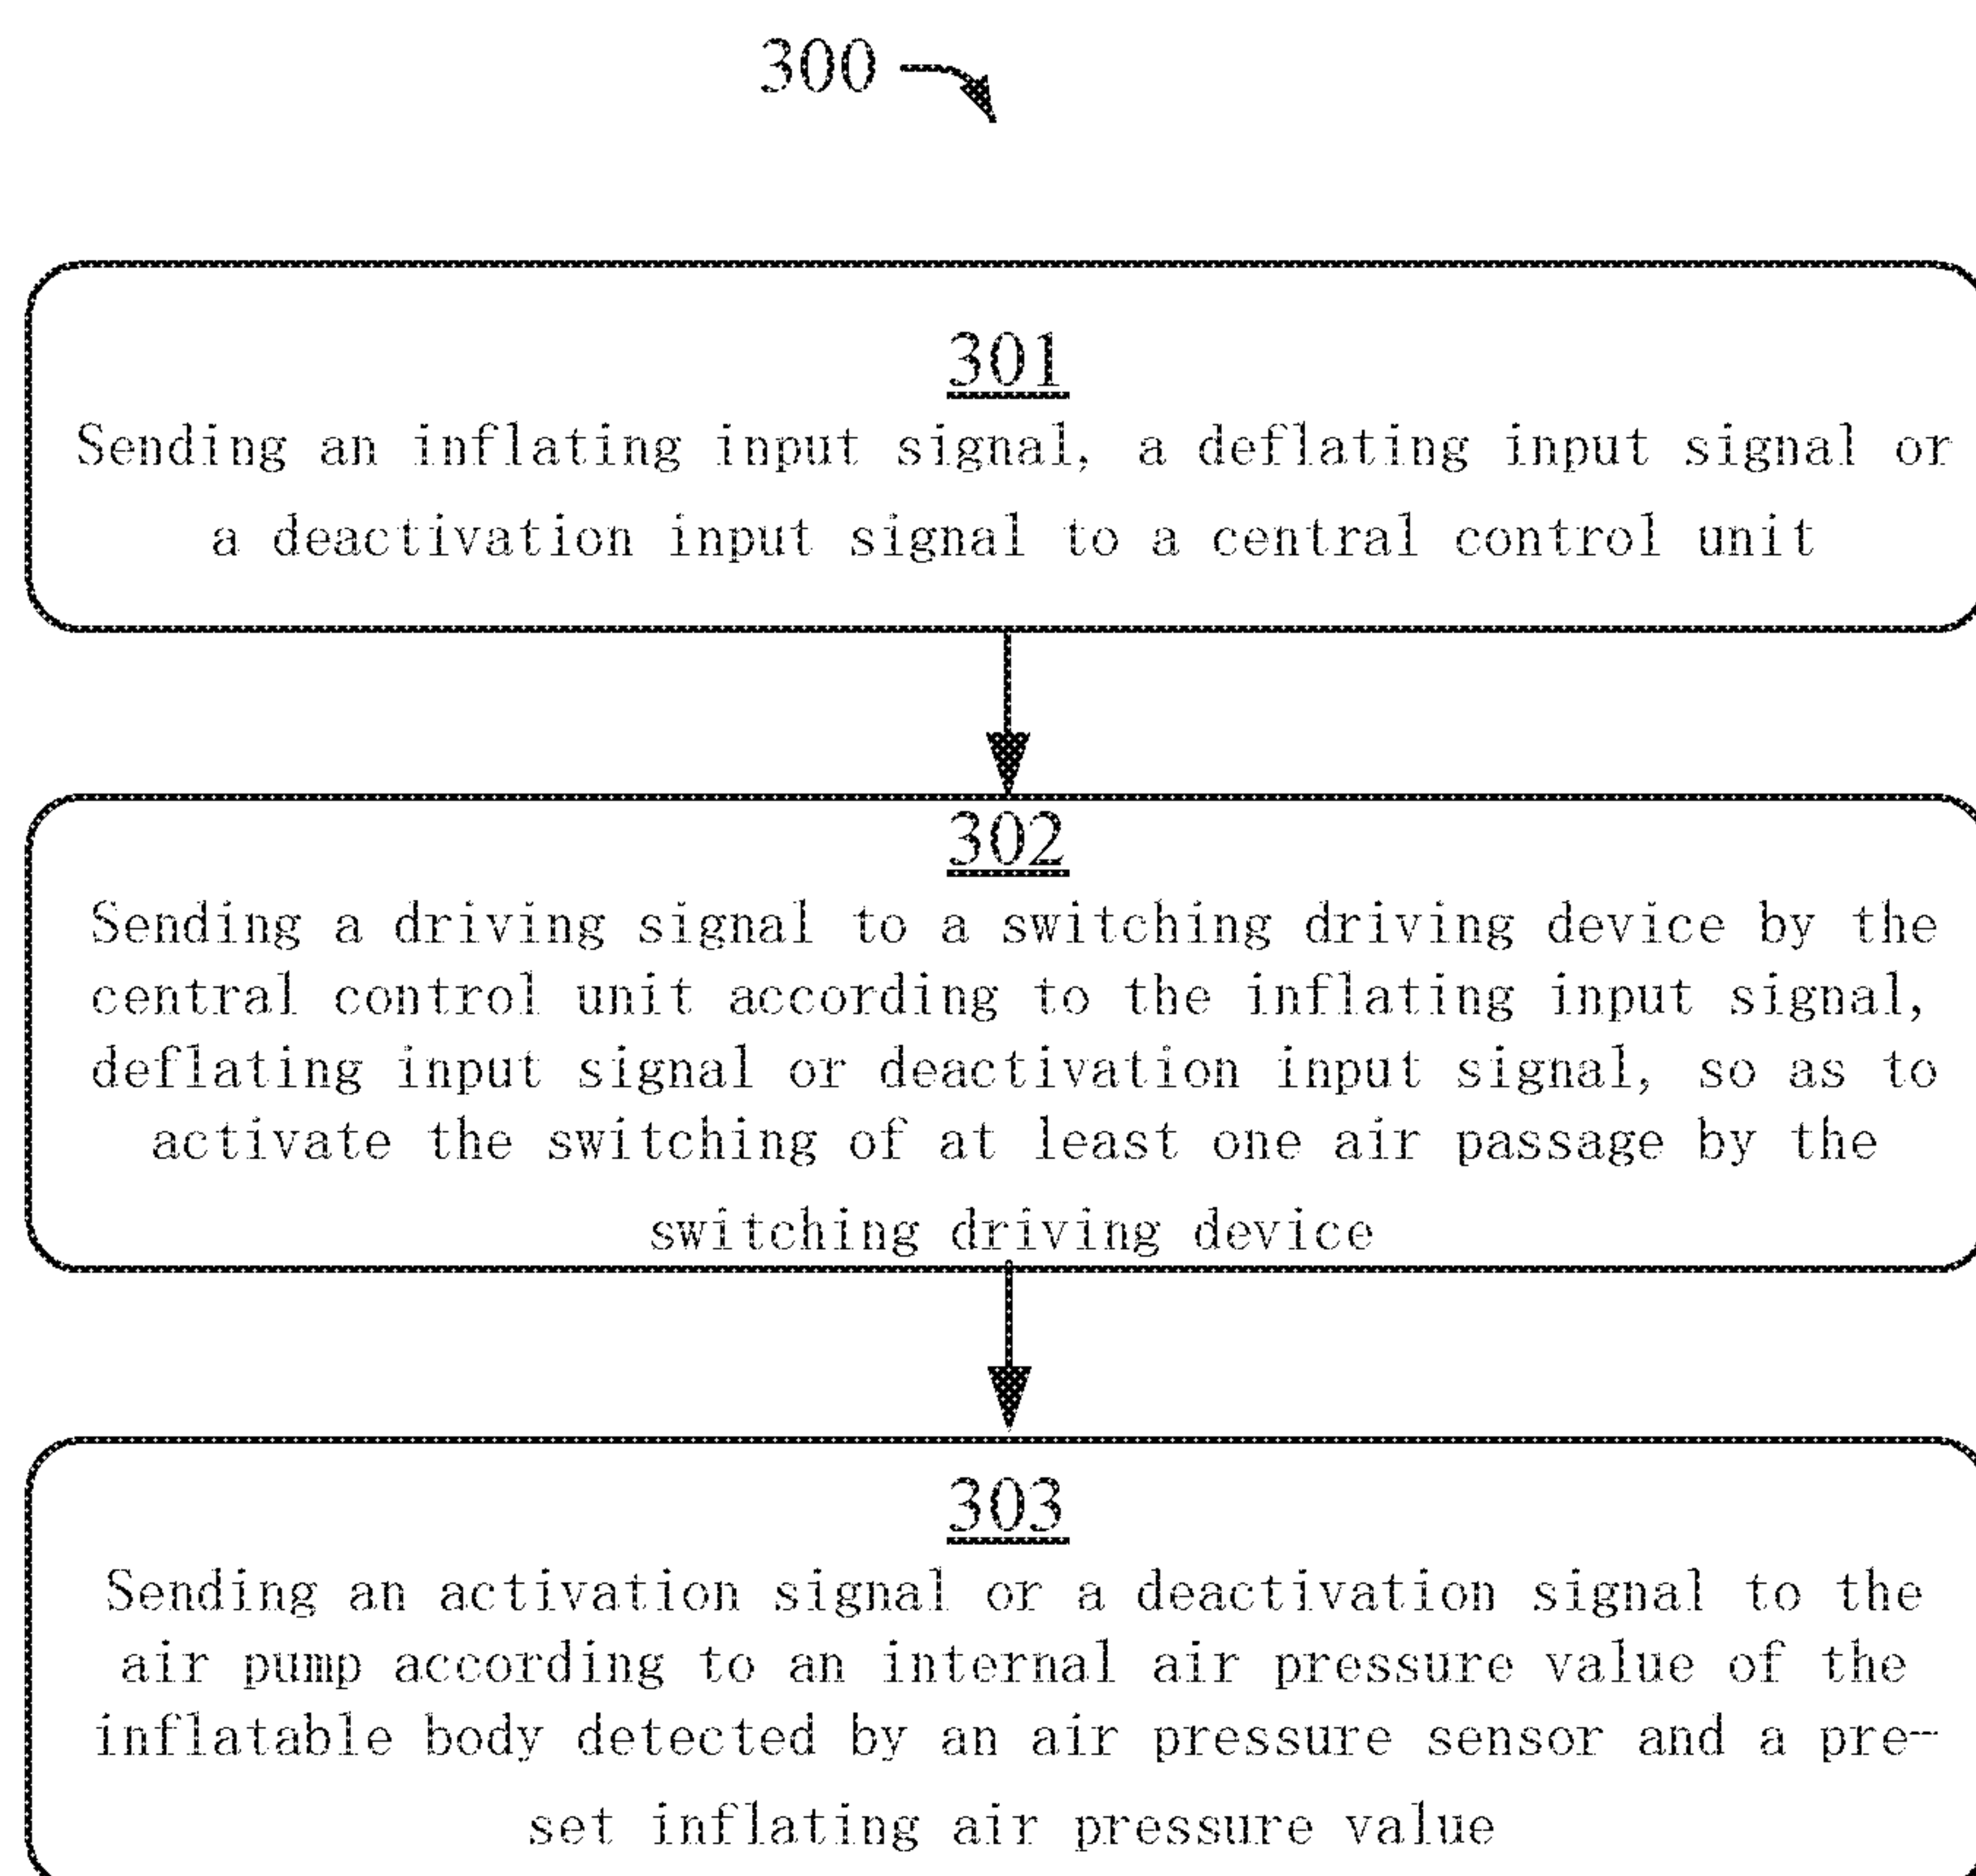 300
301
Sending an inflating input signal, a deflating input signal or
a deactivation input signal to a central control unit
302
Sending a driving signal to a switching driving device by the
central control unit according to the inflating input signal,
deflating input signal or deactivation input signal, so as to
activate the switching of at least one air passage by the
switching driving device
303
Sending an activation signal or a deactivation signal to the
air pump according to an internal air pressure value of the
inflatable body detected by an air pressure sensor and a pre-
set inflating air pressure value